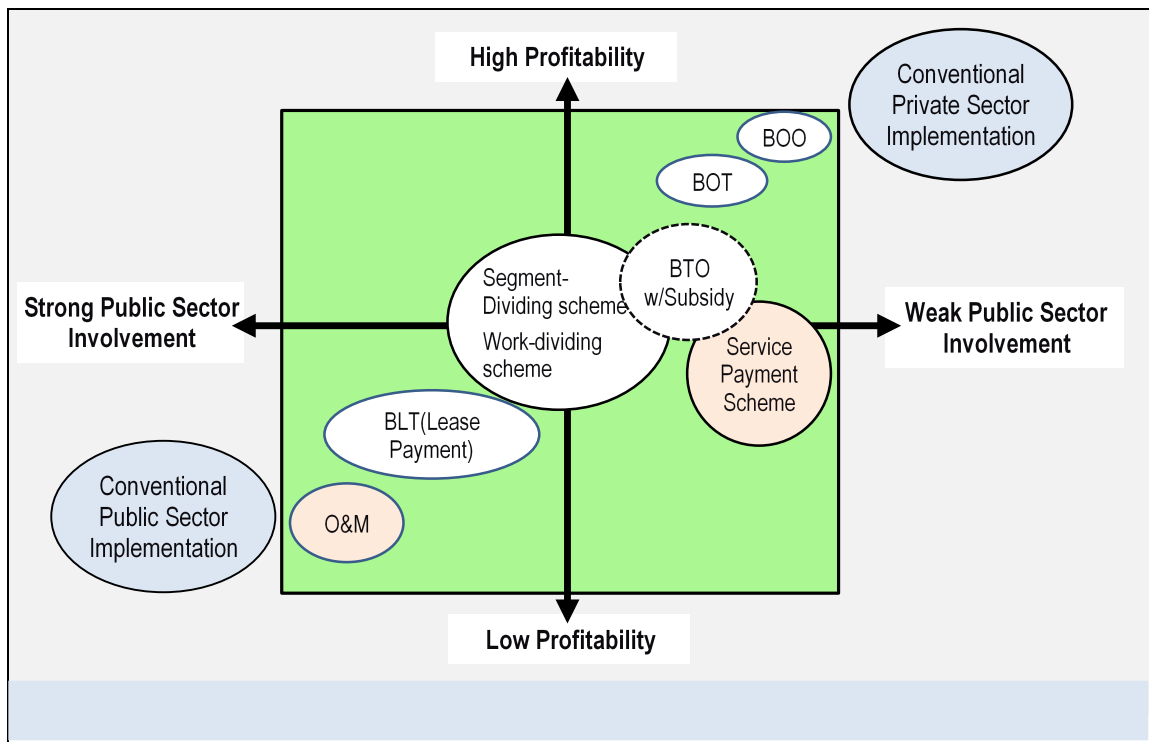 High Profitability
Conventional
Private Sector
Implementation
BOO
BOT
Segment-
Dividing scheme
Work-dividing
scheme
BTO
w/Subsidy
Strong Public Sector
Involvement
Weak Public Sector
Involvement
Service
Payment
Scheme
BLT(Lease
Payment)
Conventional
Public Sector
Implementation
O&M
Low Profitability